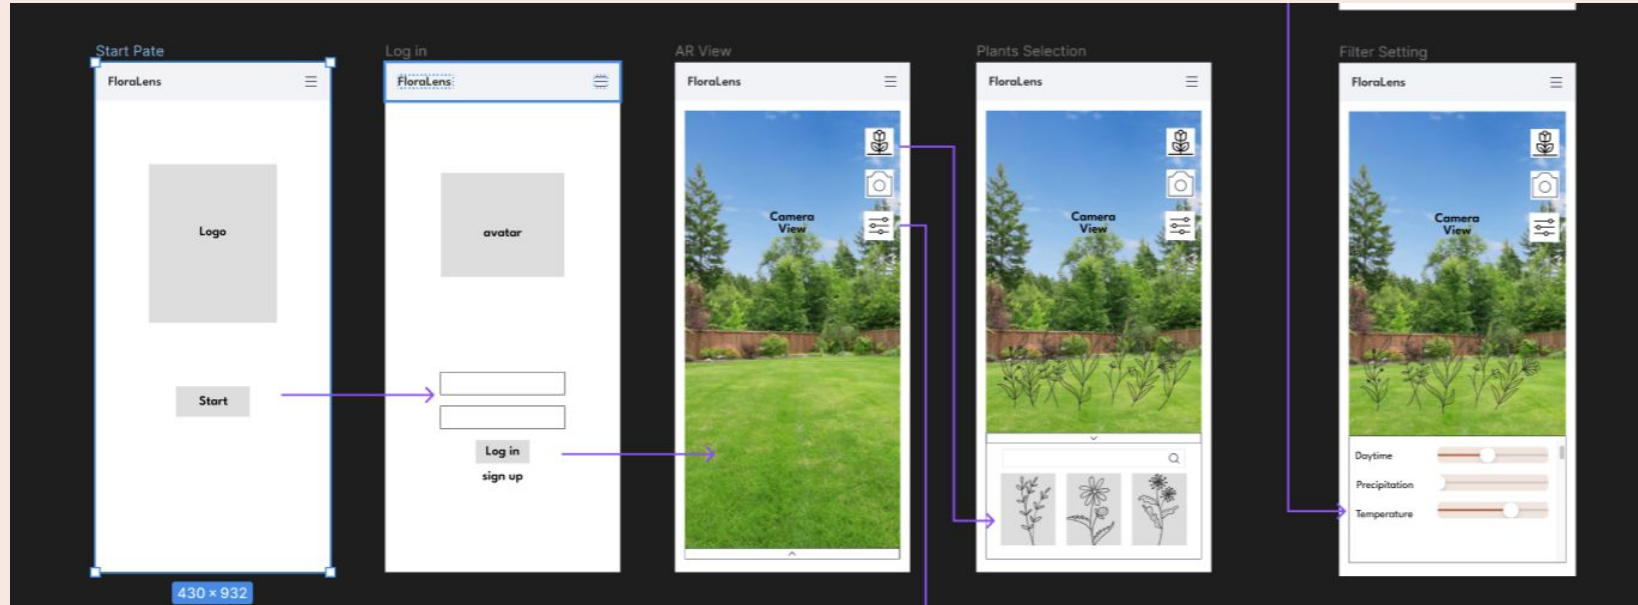 Start Pate
FloraLens
Logo
Start
430 × 932
Log in
FloraLens
avatar
Log in
sign up
AR View
FloraLens
Camera
View
Plants Selection
FloraLens
Camera
View
Filter Setting
FloraLens
Camera
View
Daytime
Precipitation
Temperature